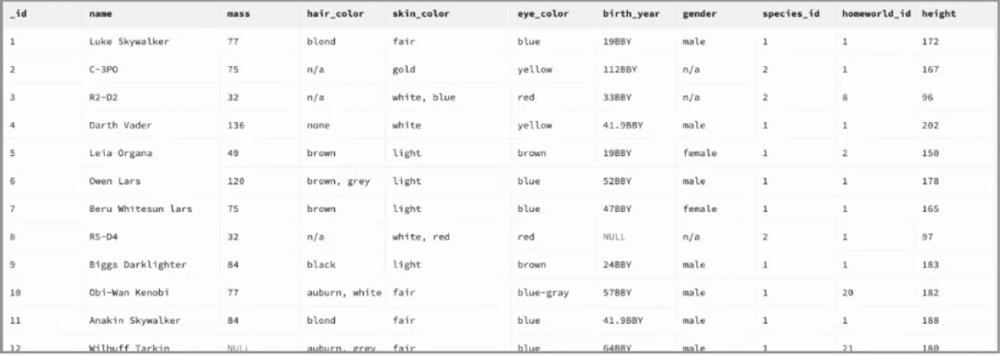 _id name mass hair_color skin_color eye_color birth_year gender species_id homeworld_id height
1 Luke Skywalker 77 blond fair blue 19BBY male 1 1 172
2 C-3PO 75 n/a gold yellow 112BBY n/a 2 1 167
3 R2-D2 32 n/a white, blue red 33BBY n/a 2 8 96
4 Darth Vader 136 none white yellow 41.9BBY male 1 1 202
5 Leia Organa 49 brown light brown 19BBY female 1 2 150
6 Owen Lars 120 brown, grey light blue 52BBY male 1 1 178
7 Beru Whitesun lars 75 brown light blue 47BBY female 1 1 165
8 R5-D4 32 n/a white, red red NULL n/a 2 1 97
9 Biggs Darklighter 84 black light brown 24BBY male 1 1 183
10 Obi-Wan Kenobi 77 auburn, white fair blue-gray 57BBY male 1 20 182
11 Anakin Skywalker 84 blond fair blue 41.9BBY male 1 1 188
12 Wilhuff Tarkin NULL auburn, grey fair blue 64BBY male 1 21 180